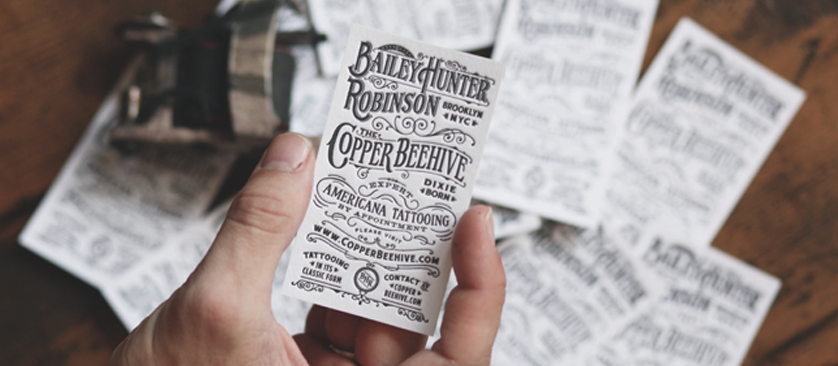 BAILEY HUNTER
ROBINSON BROOKLYN NYC
THE
COPPER BEEHIVE
EXPERT DIXIE BORN
AMERICANA TATTOOING
BY APPOINTMENT
PLEASE VISIT
WWW.COPPERBEEHIVE.COM
TATTOOING
IN ITS
CLASSIC FORM
CONTACT @
COPPER
BEEHIVE.COM